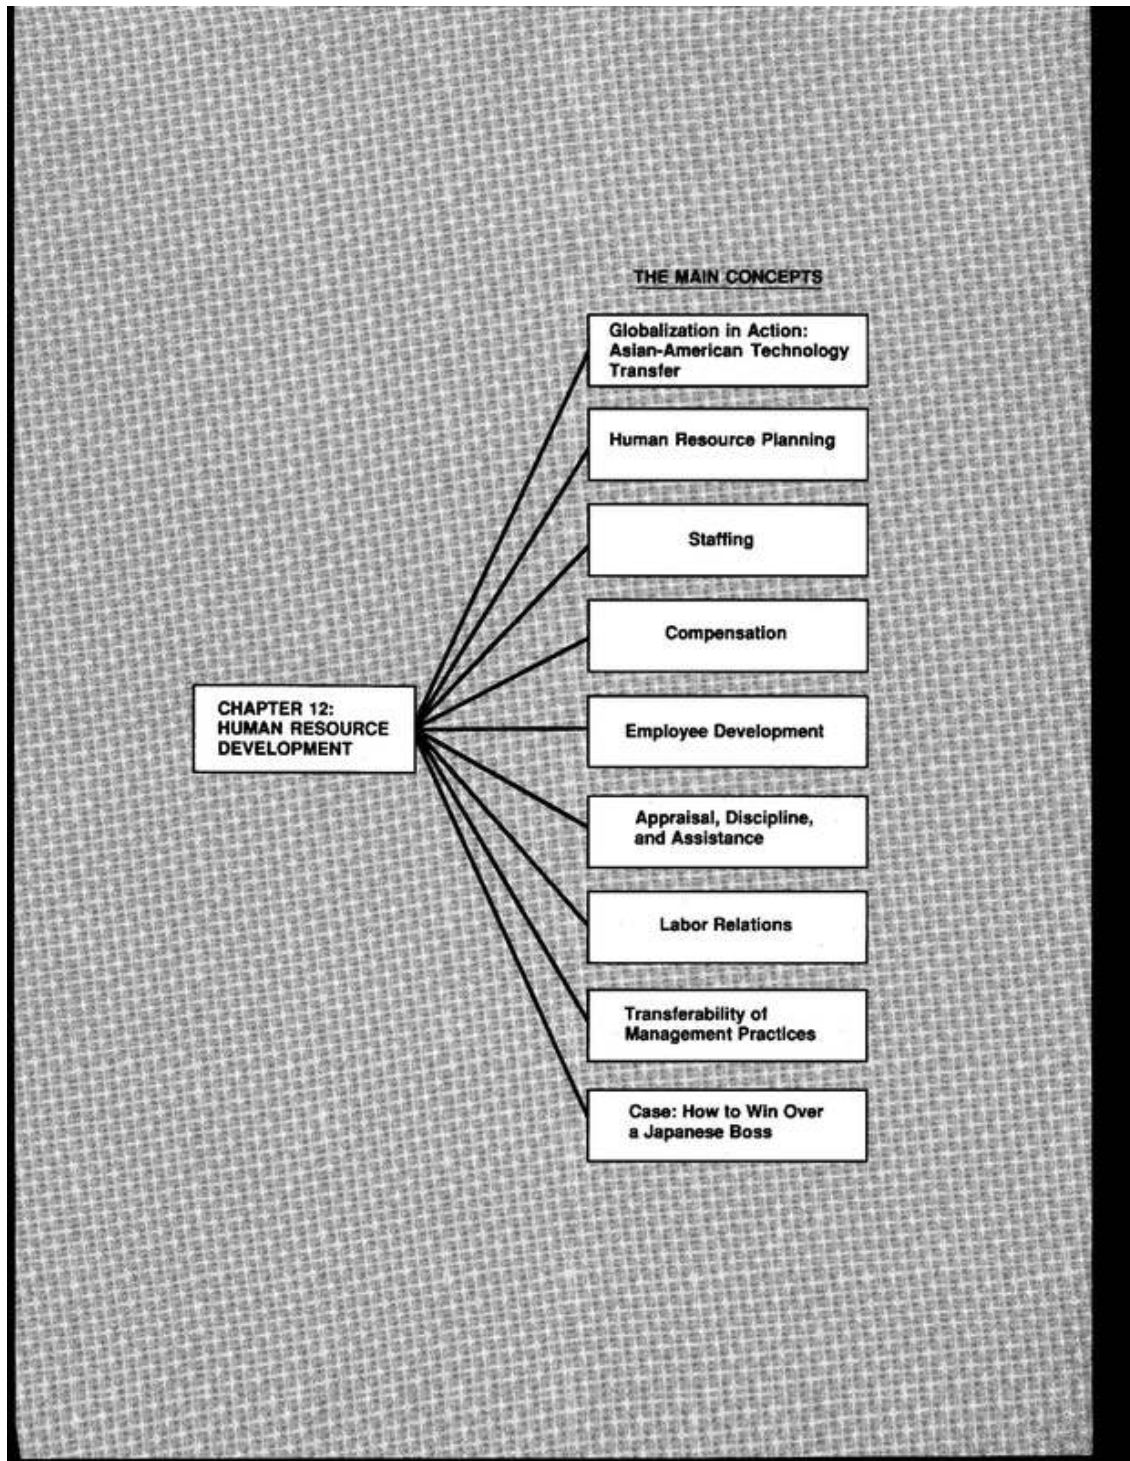 THE MAIN CONCEPTS
Globalization in Action:
Asian-American Technology
Transfer
Human Resource Planning
Staffing
Compensation
CHAPTER 12:
HUMAN RESOURCE
DEVELOPMENT
Employee Development
Appraisal, Discipline,
and Assistance
Labor Relations
Transferability of
Management Practices
Case: How to Win Over
a Japanese Boss